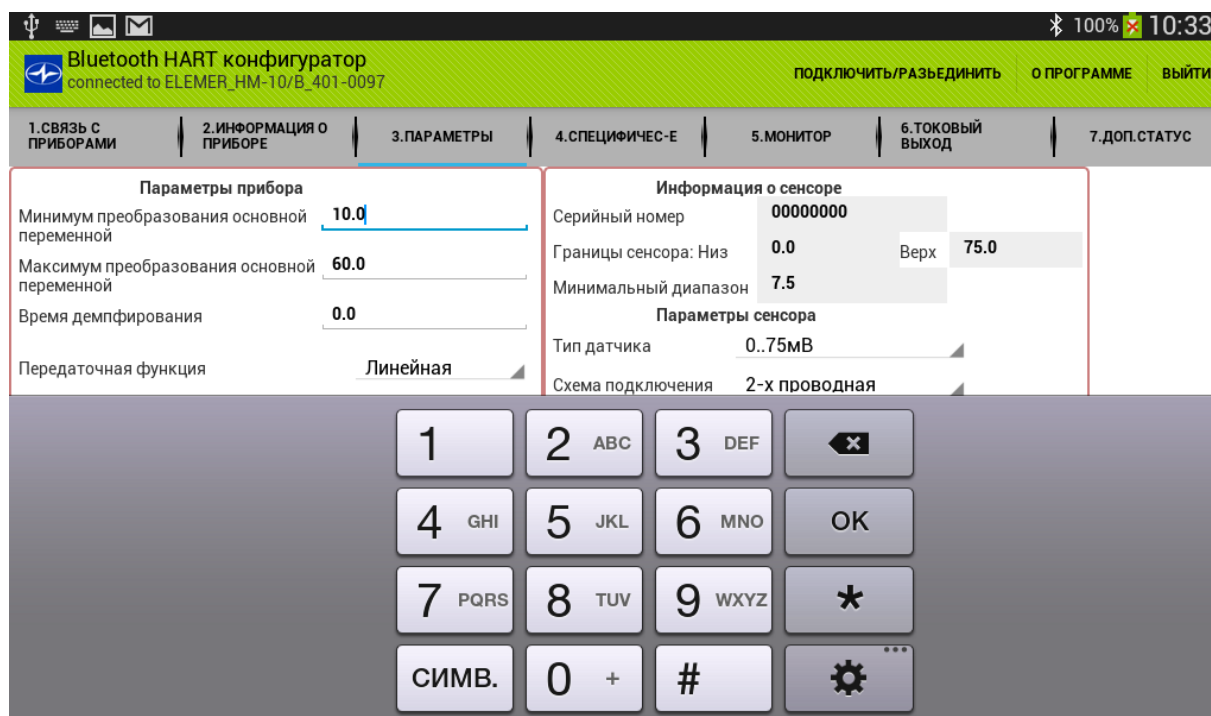 100% 10:33
Bluetooth HART конфигуратор
connected to ELEMER_HM-10/B_401-0097
ПОДКЛЮЧИТЬ/РАЗЬЕДИНИТЬ О ПРОГРАММЕ ВЫЙТИ
1.СВЯЗЬ С ПРИБОРАМИ
2.ИНФОРМАЦИЯ О ПРИБОРЕ
3.ПАРАМЕТРЫ
4.СПЕЦИФИЧЕС-Е
5.МОНИТОР
6.ТОКОВЫЙ ВЫХОД
7.ДОП.СТАТУС
Параметры прибора
Минимум преобразования основной переменной 10.0
Максимум преобразования основной переменной 60.0
Время демпфирования 0.0
Передаточная функция Линейная
Информация о сенсоре
Серийный номер 00000000
Границы сенсора: Низ 0.0 Верх 75.0
Минимальный диапазон 7.5
Параметры сенсора
Тип датчика 0..75мВ
Схема подключения 2-х проводная
1 2 ABC 3 DEF
4 GHI 5 JKL 6 MNO OK
7 PQRS 8 TUV 9 WXYZ *
СИМВ. 0 + #